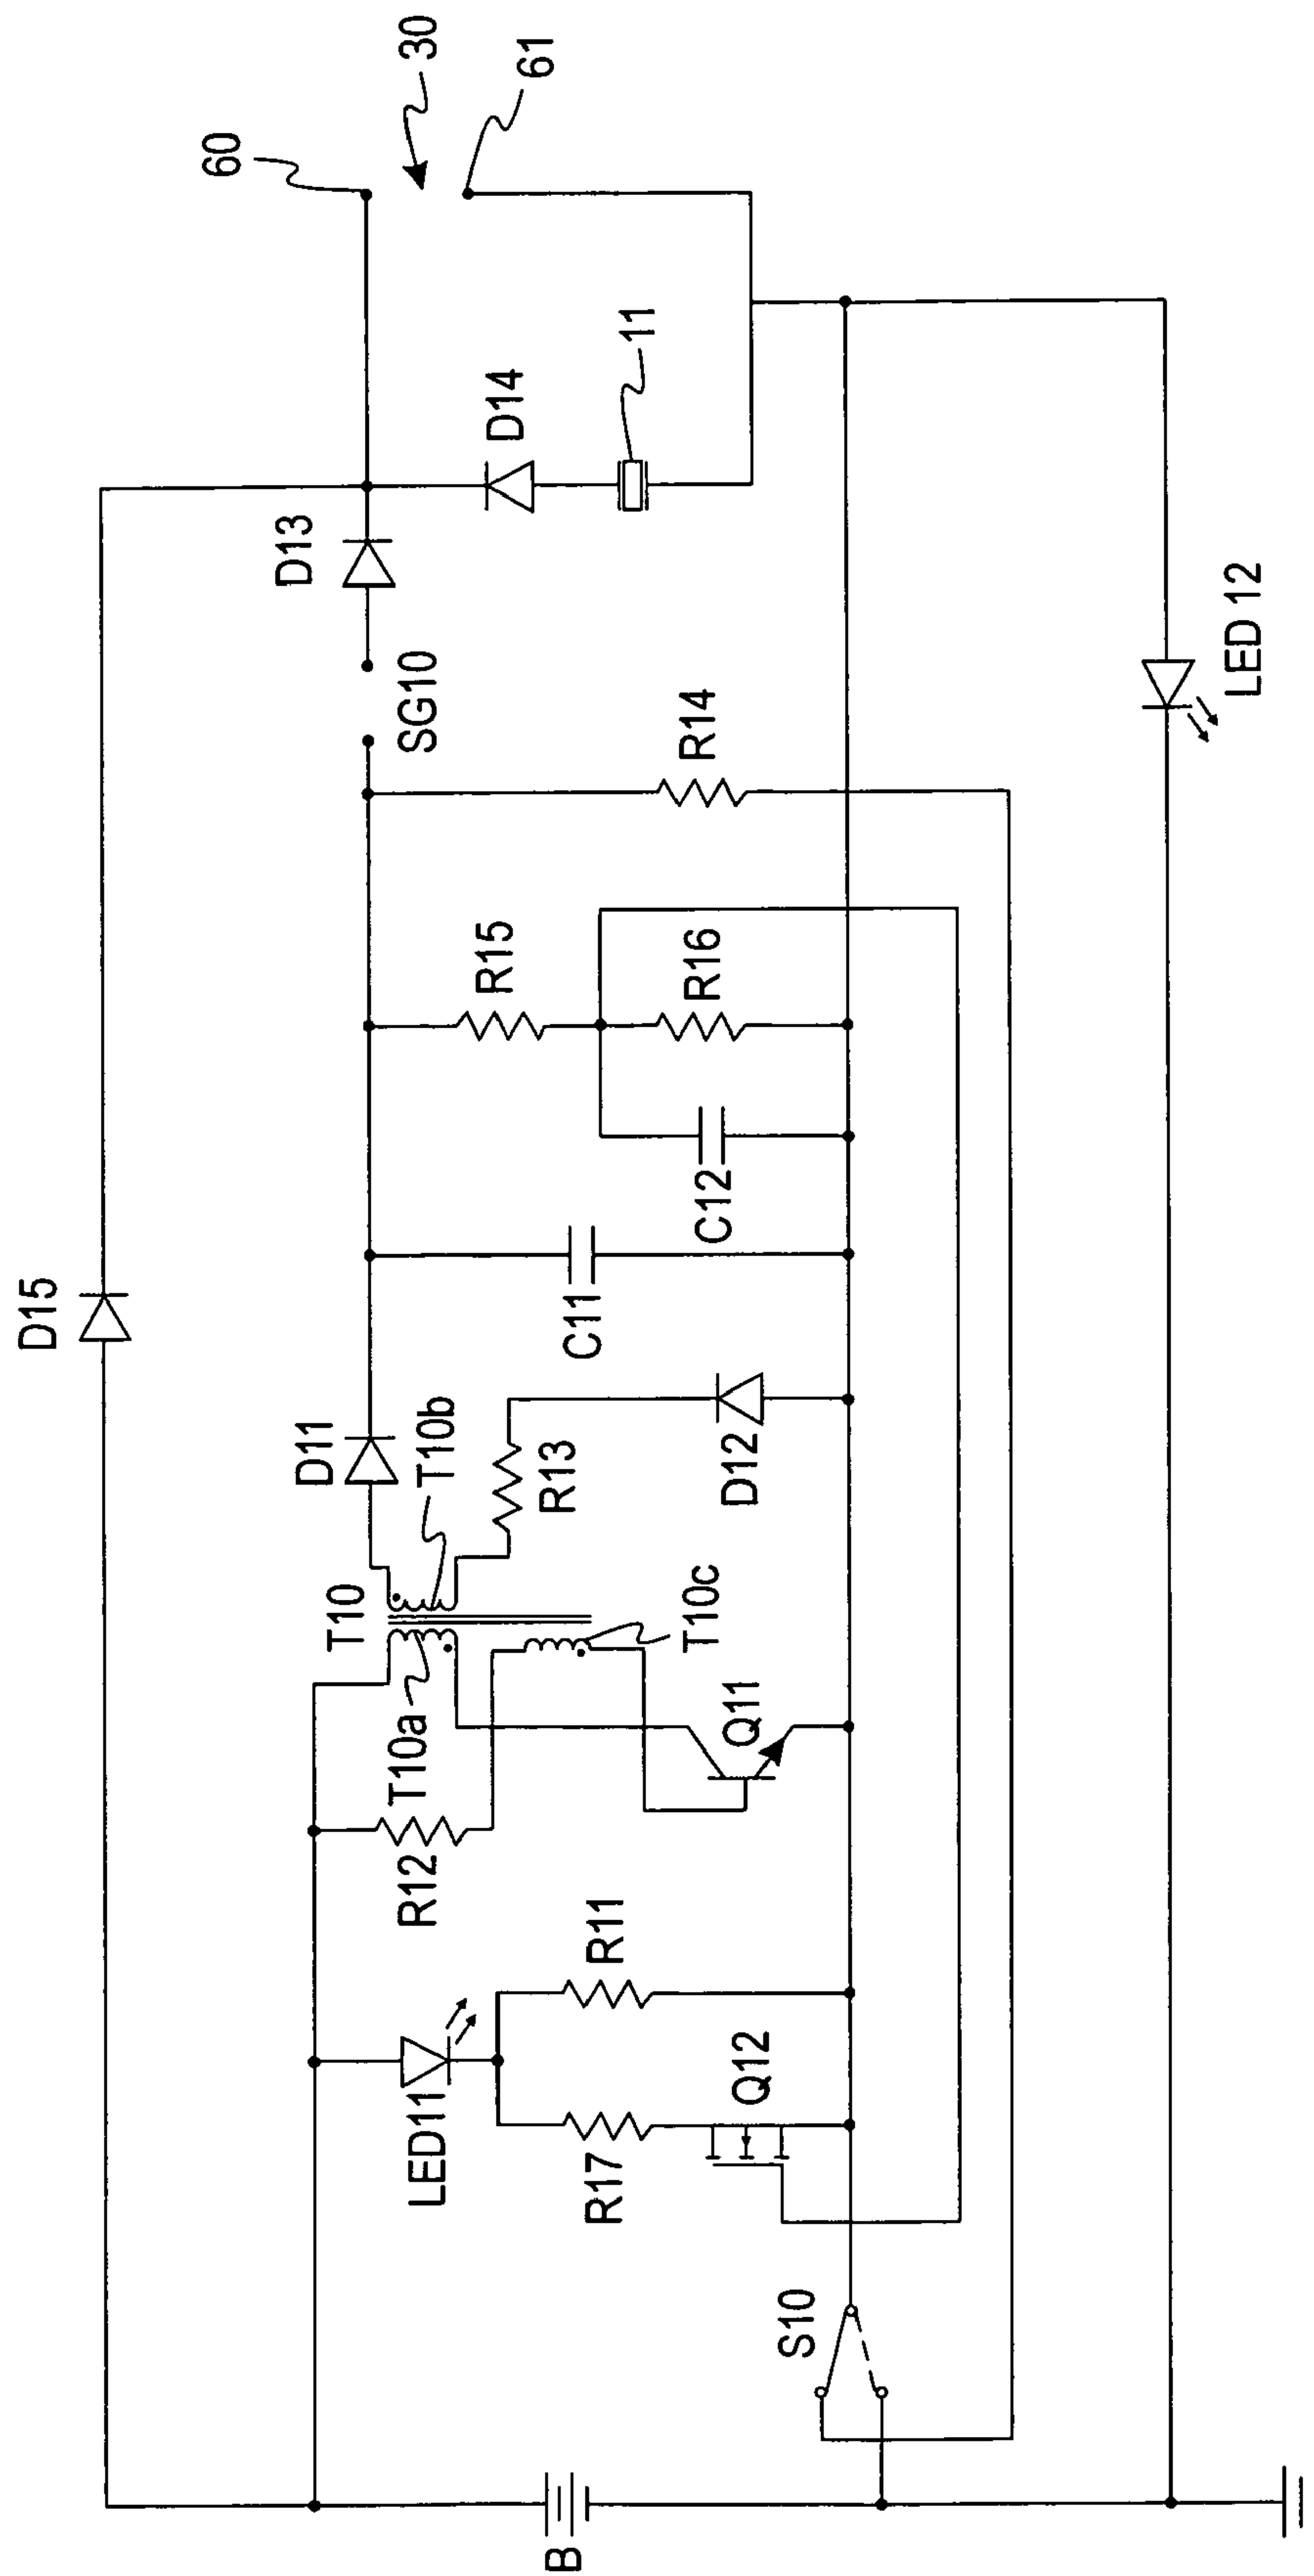 D15
60
30
61
D13
D14
11
SG10
D11
T10b
T10
T10a
T10c
R12
R13
R15
R14
R16
C11
C12
D12
Q11
LED11
R11
R17
Q12
S10
B
LED 12